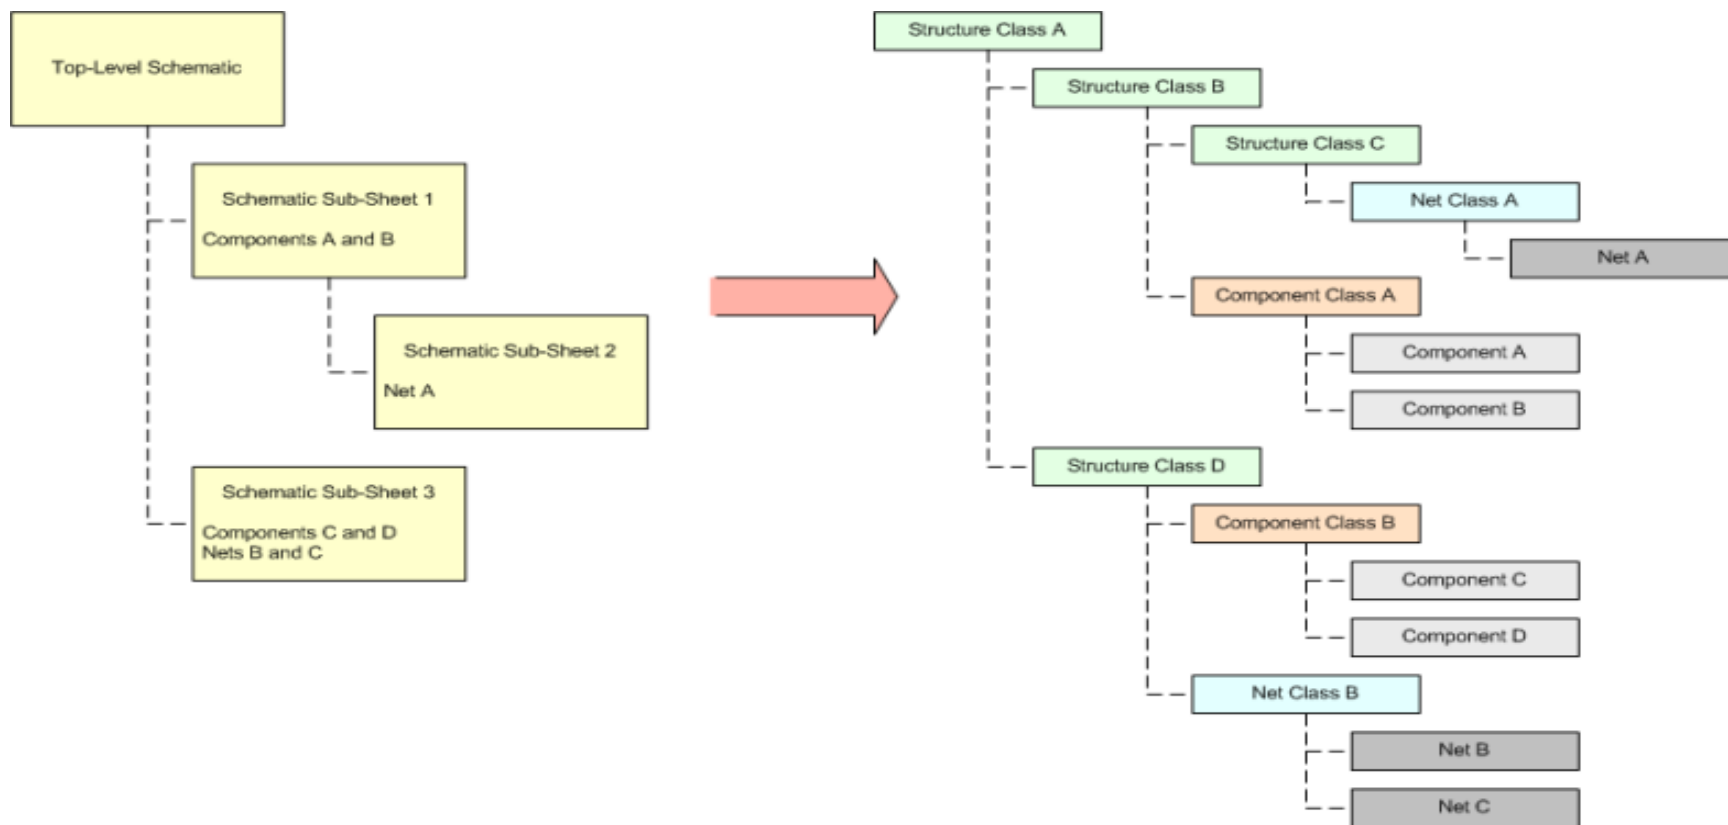 Top-Level Schematic
Schematic Sub-Sheet 1
Components A and B
Schematic Sub-Sheet 2
Net A
Schematic Sub-Sheet 3
Components C and D
Nets B and C
Structure Class A
Structure Class B
Structure Class C
Net Class A
Net A
Component Class A
Component A
Component B
Structure Class D
Component Class B
Component C
Component D
Net Class B
Net B
Net C